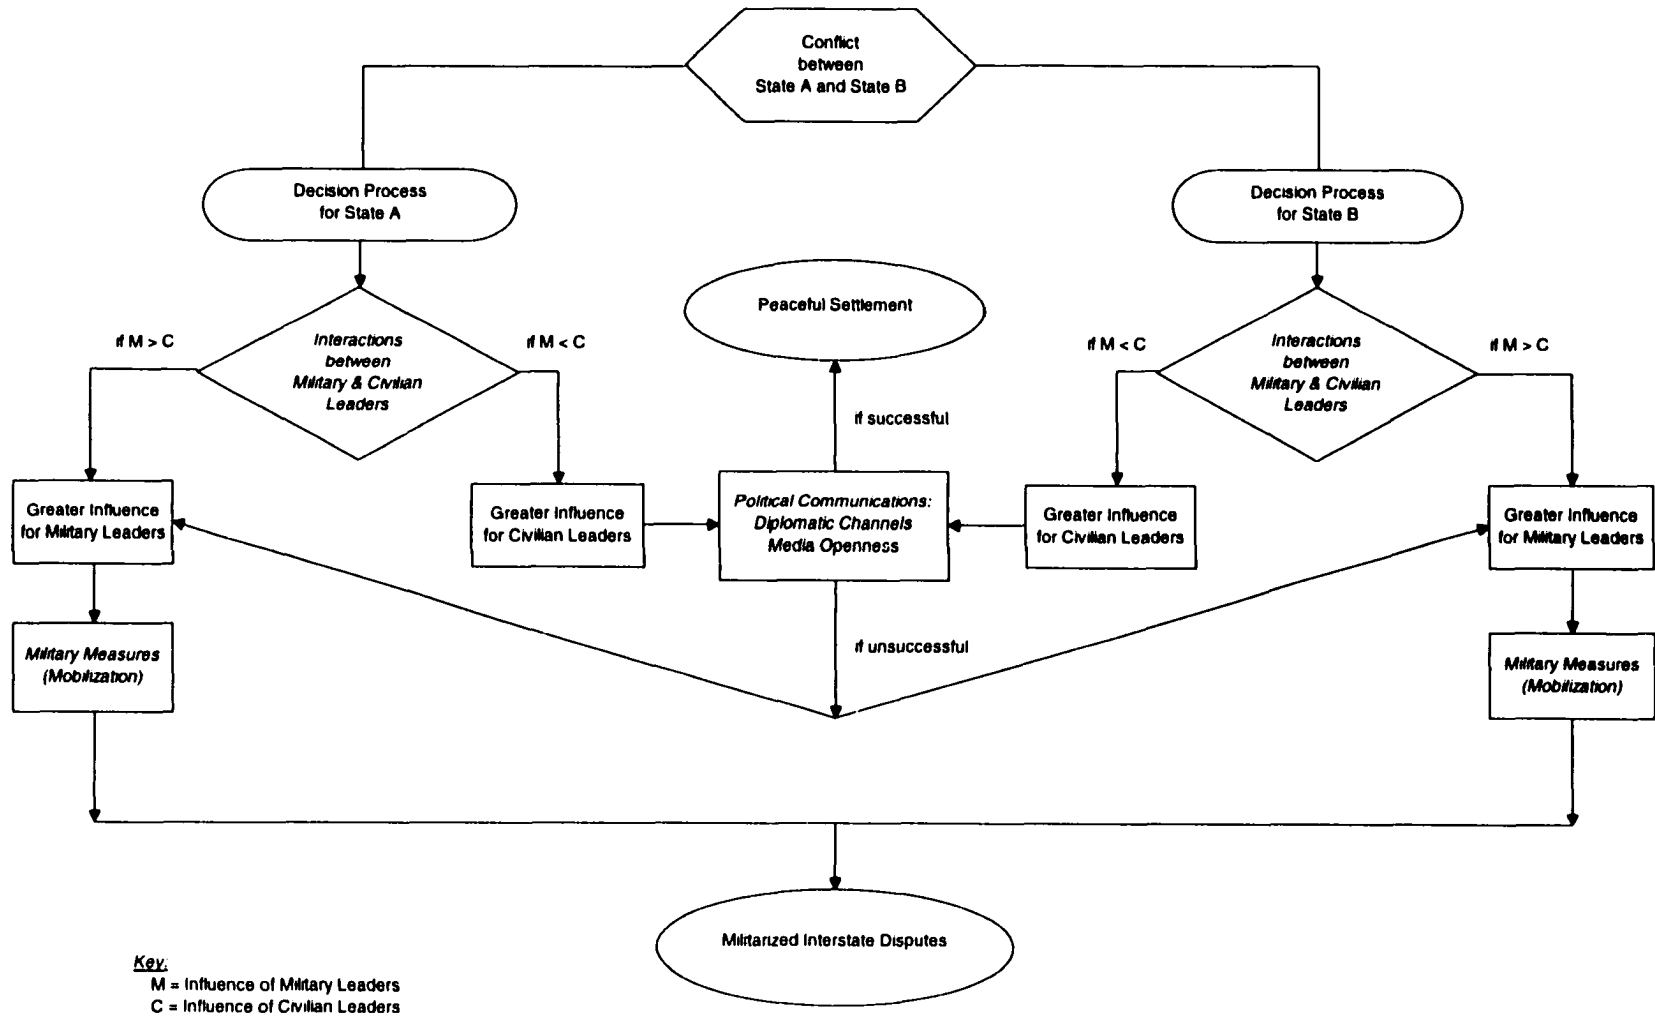 Conflict
between
State A and State B
Decision Process
for State A
Decision Process
for State B
Peaceful Settlement
if M > C
Interactions
between
Military & Civilian
Leaders
if M < C
if M < C
Interactions
between
Military & Civilian
Leaders
if M > C
if successful
Greater Influence
for Military Leaders
Greater Influence
for Civilian Leaders
Political Communications:
Diplomatic Channels
Media Openness
Greater Influence
for Civilian Leaders
Greater Influence
for Military Leaders
if unsuccessful
Military Measures
(Mobilization)
Military Measures
(Mobilization)
Militarized Interstate Disputes
Key:
M = Influence of Military Leaders
C = Influence of Civilian Leaders